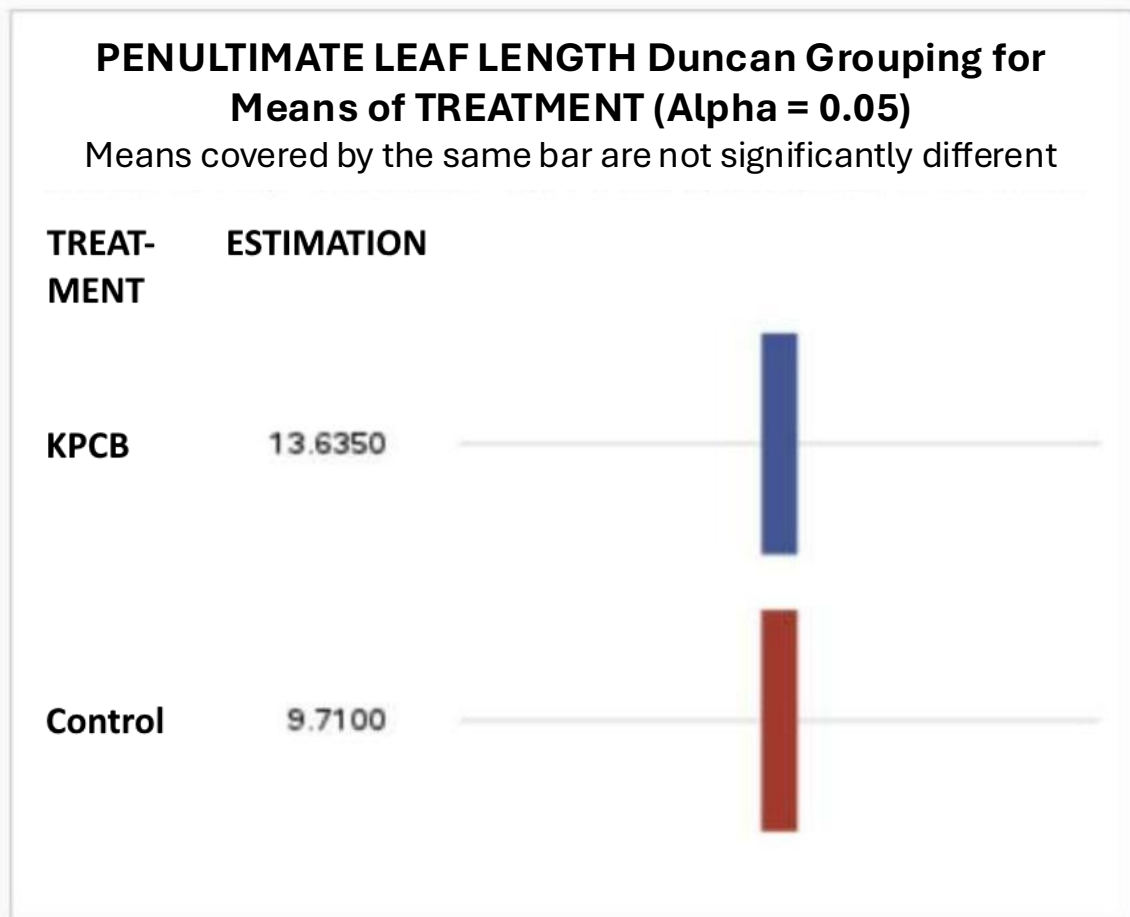 PENULTIMATE LEAF LENGTH Duncan Grouping for
Means of TREATMENT (Alpha = 0.05)
Means covered by the same bar are not significantly different
TREAT- ESTIMATION
MENT
KPCB 13.6350
Control 9.7100